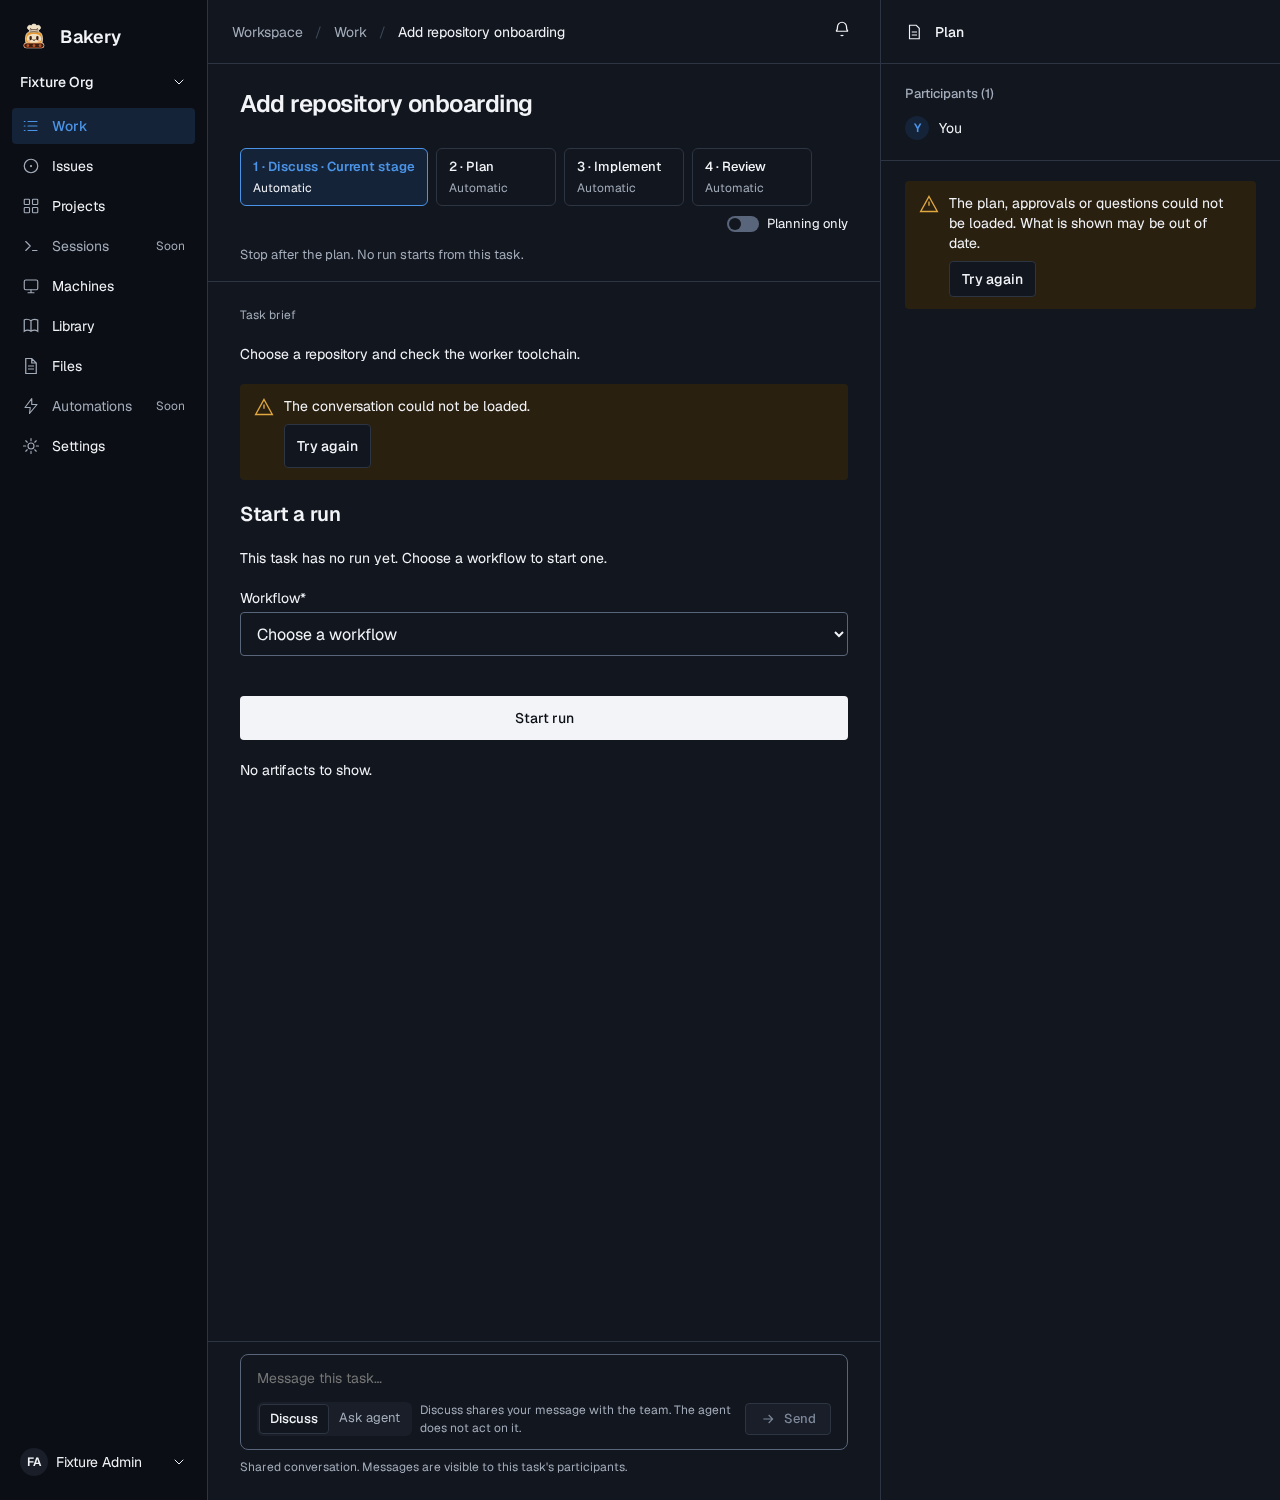 Bakery
Fixture Org
Work
Issues
Projects
Sessions Soon
Machines
Library
Files
Automations Soon
Settings
FA Fixture Admin
Workspace / Work / Add repository onboarding
Add repository onboarding
1 · Discuss · Current stage
Automatic
2 · Plan
Automatic
3 · Implement
Automatic
4 · Review
Automatic
Planning only
Stop after the plan. No run starts from this task.
Task brief
Choose a repository and check the worker toolchain.
The conversation could not be loaded.
Try again
Start a run
This task has no run yet. Choose a workflow to start one.
Workflow*
Choose a workflow
Start run
No artifacts to show.
Message this task...
Discuss Ask agent
Discuss shares your message with the team. The agent
does not act on it.
Send
Shared conversation. Messages are visible to this task's participants.
Plan
Participants (1)
Y You
The plan, approvals or questions could not
be loaded. What is shown may be out of
date.
Try again